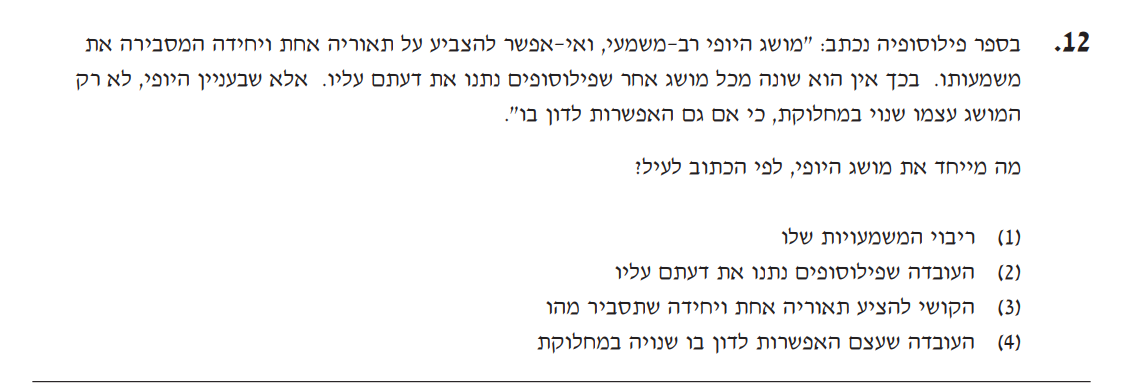 12. בספר פילוסופיה נכתב: "מושג היופי רב-משמעי, ואי-אפשר להצביע על תאוריה אחת ויחידה המסבירה את
משמעותו. בכך אין הוא שונה מכל מושג אחר שפילוסופים נתנו את דעתם עליו. אלא שבעניין היופי, לא רק
המושג עצמו שנוי במחלוקת, כי אם גם האפשרות לדון בו".
מה מייחד את מושג היופי, לפי הכתוב לעיל?
(1) ריבוי המשמעויות שלו
(2) העובדה שפילוסופים נתנו את דעתם עליו
(3) הקושי להציע תאוריה אחת ויחידה שתסביר מהו
(4) העובדה שעצם האפשרות לדון בו שנויה במחלוקת